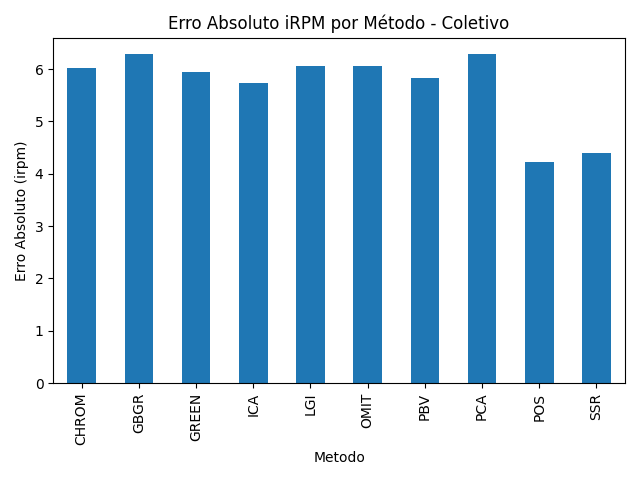 Erro Absoluto iRPM por Método - Coletivo
Erro Absoluto (irpm)
6
5
4
3
2
1
0
CHROM
GBGR
GREEN
ICA
LGI
OMIT
PBV
PCA
POS
SSR
Metodo